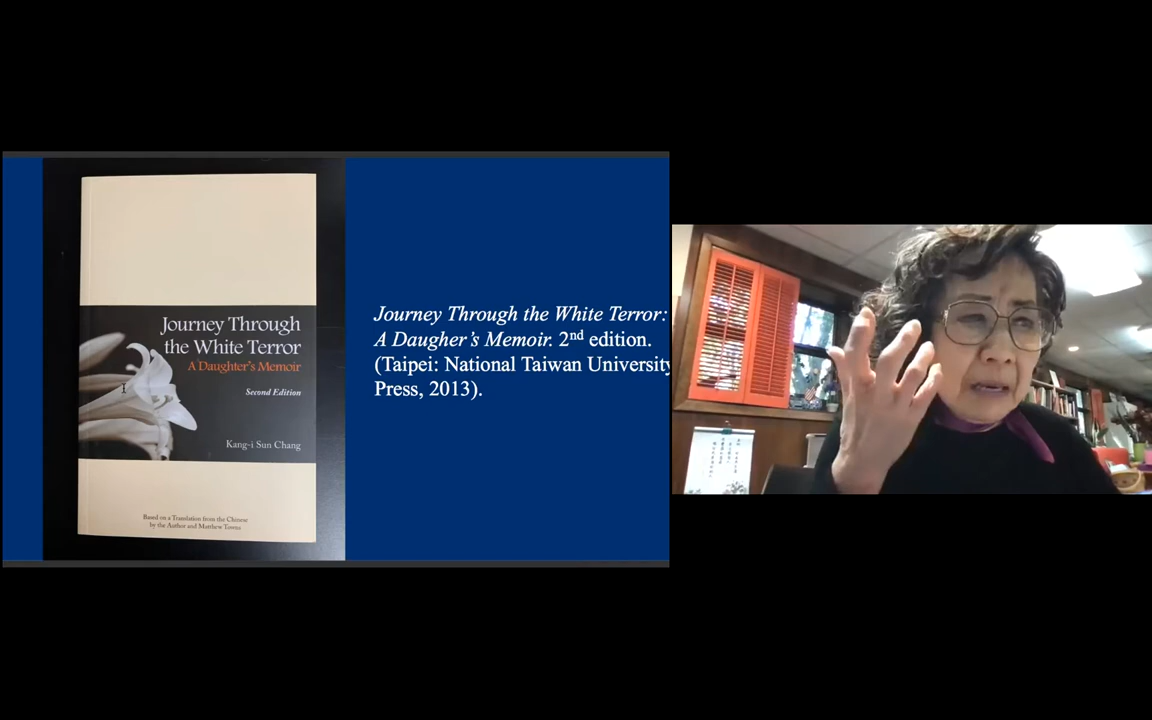 Journey Through
the White Terror
A Daughter's Memoir
Second Edition
Kang-i Sun Chang
Based on a Translation from the Chinese
by the Author and Matthew Towns
Journey Through the White Terror:
A Daugher's Memoir. 2nd edition.
(Taipei: National Taiwan University
Press, 2013).